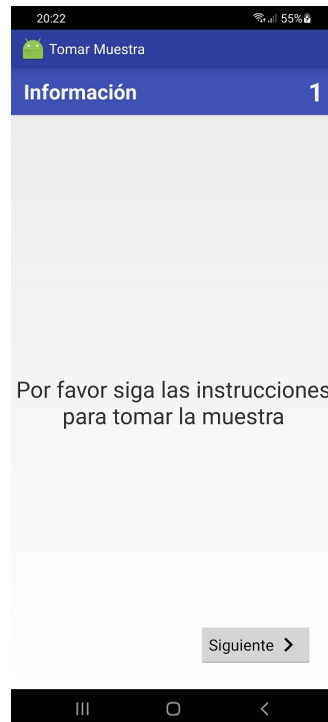 20:22 55%
Tomar Muestra
Información 1
Por favor siga las instrucciones
para tomar la muestra
Siguiente